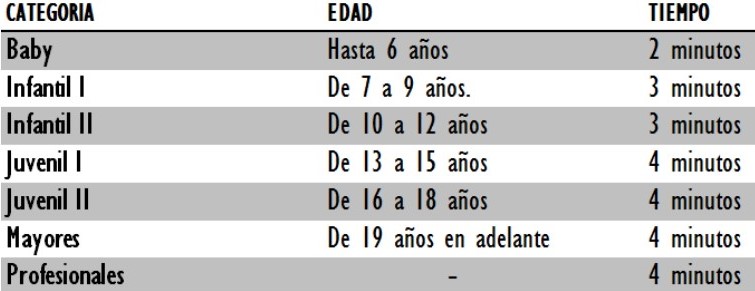 CATEGORIA EDAD TIEMPO
Baby Hasta 6 años 2 minutos
Infantil I De 7 a 9 años. 3 minutos
Infantil II De 10 a 12 años 3 minutos
Juvenil I De 13 a 15 años 4 minutos
Juvenil II De 16 a 18 años 4 minutos
Mayores De 19 años en adelante 4 minutos
Profesionales - 4 minutos